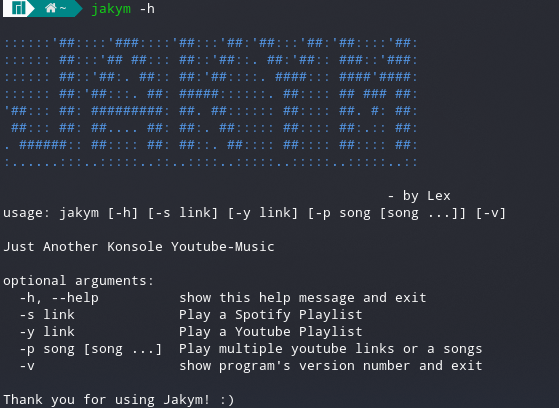 ~ jakym -h
::::::'##::::'###::::'##:::'##:'##:::'##:'##::::'##:
:::::: ##:::'## ##::: ##::'##::. ##:'##:: ###::'###:
:::::: ##::'##:. ##:: ##:'##::::. ####::: ####'####:
:::::: ##:'##:::. ##: #####::::::. ##:::: ## ### ##:
'##::: ##: #########: ##. ##:::::: ##:::: ##. #: ##:
 ##::: ##: ##.... ##: ##:. ##::::: ##:::: ##:.:: ##:
. ######:: ##:::: ##: ##::. ##:::: ##:::: ##:::: ##:
:......:::..:::::..::..::::..:::::..:::::..:::::..::
- by Lex
usage: jakym [-h] [-s link] [-y link] [-p song [song ...]] [-v]
Just Another Konsole Youtube-Music
optional arguments:
-h, --help show this help message and exit
-s link Play a Spotify Playlist
-y link Play a Youtube Playlist
-p song [song ...] Play multiple youtube links or a songs
-v show program's version number and exit
Thank you for using Jakym! :)